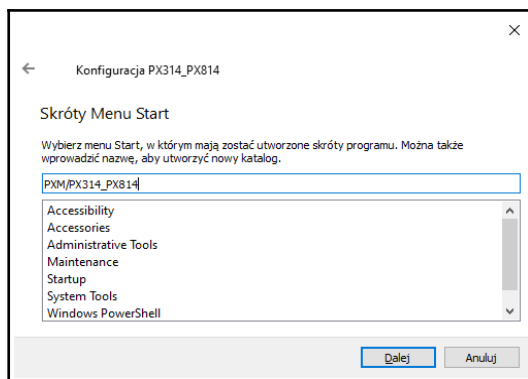 Konfiguracja PX314_PX814
Skróty Menu Start
Wybierz menu Start, w którym mają zostać utworzone skróty programu. Można także
wprowadzić nazwę, aby utworzyć nowy katalog.
PXM/PX314_PX814
Accessibility
Accessories
Administrative Tools
Maintenance
Startup
System Tools
Windows PowerShell
Dalej
Anuluj